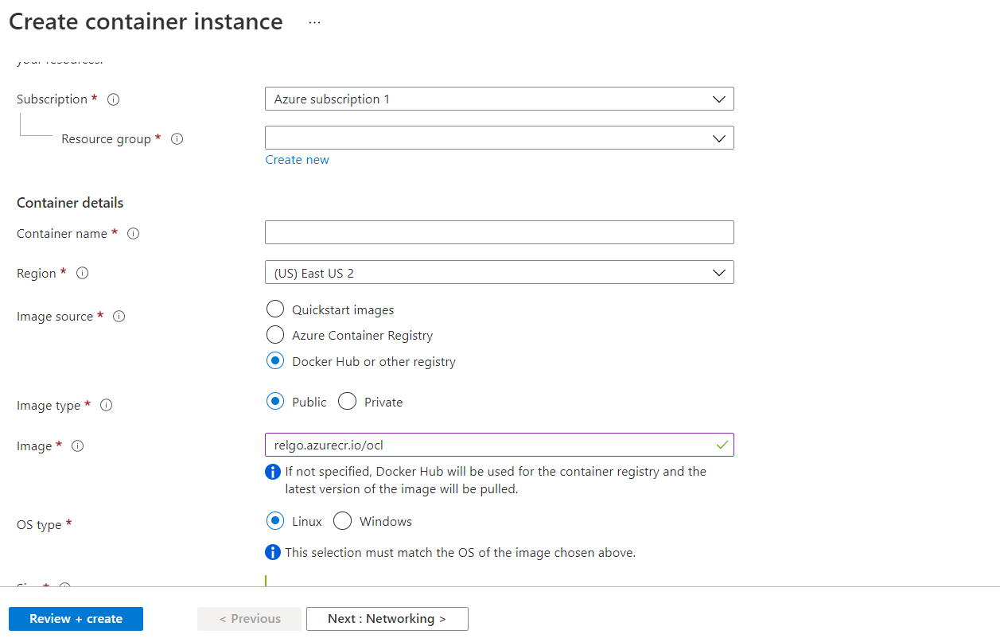 Create container instance ...
your resources.
Subscription *
Azure subscription 1
Resource group *
Create new
Container details
Container name *
Region *
(US) East US 2
Image source *
Quickstart images
Azure Container Registry
Docker Hub or other registry
Image type *
Public
Private
Image *
relgo.azurecr.io/ocl
If not specified, Docker Hub will be used for the container registry and the
latest version of the image will be pulled.
OS type *
Linux
Windows
This selection must match the OS of the image chosen above.
Review + create
< Previous
Next : Networking >